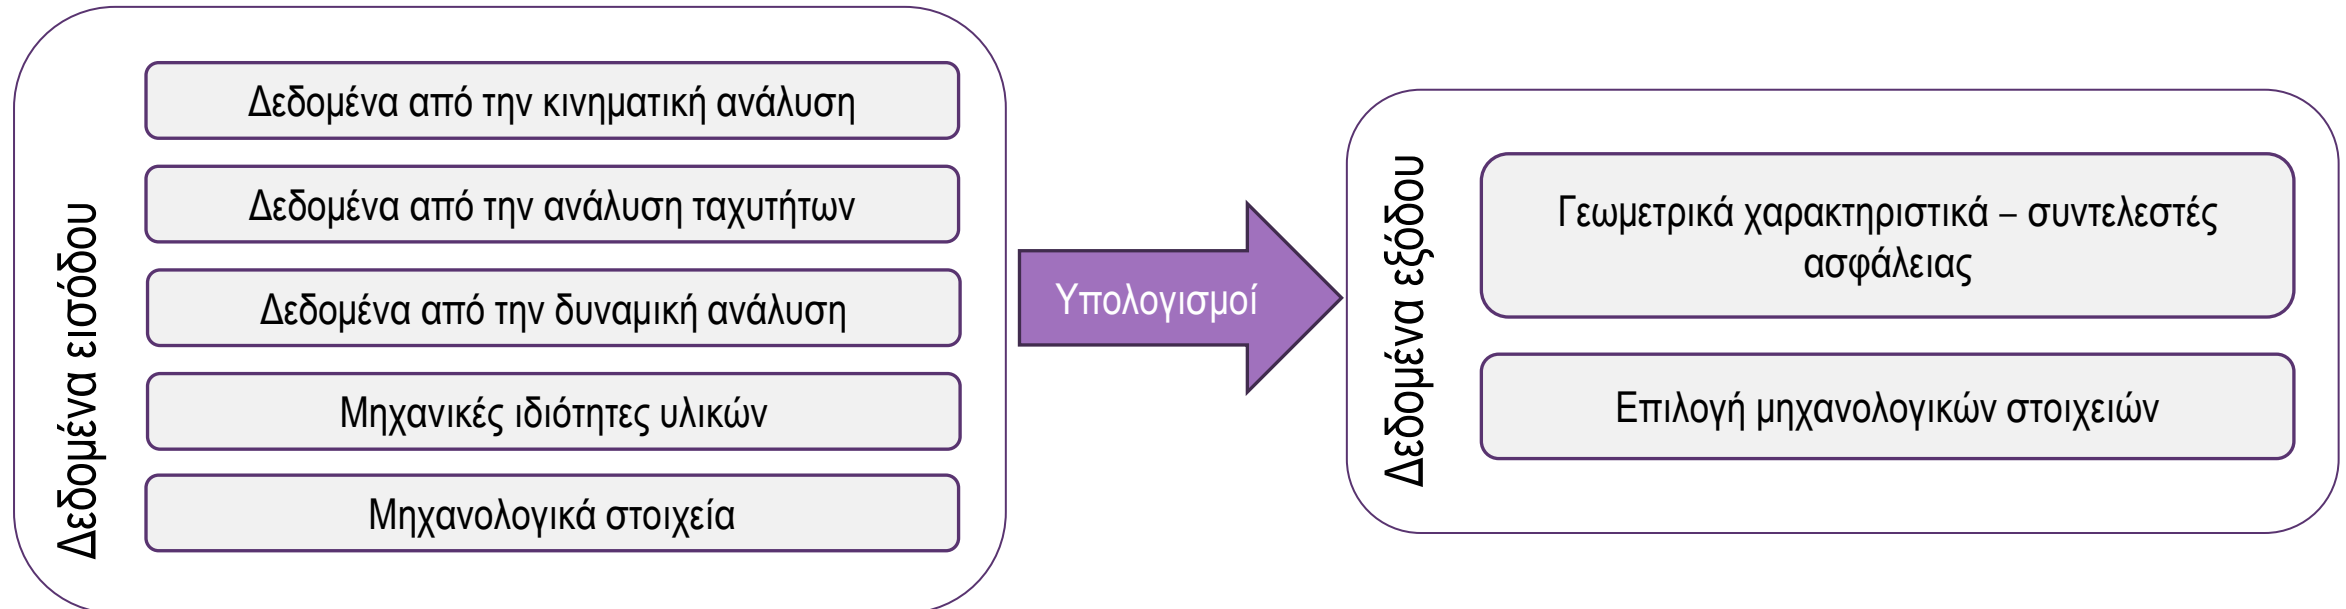 Δεδομένα εισόδου
Δεδομένα από την κινηματική ανάλυση
Δεδομένα από την ανάλυση ταχυτήτων
Δεδομένα από την δυναμική ανάλυση
Μηχανικές ιδιότητες υλικών
Μηχανολογικά στοιχεία
Υπολογισμοί
Δεδομένα εξόδου
Γεωμετρικά χαρακτηριστικά – συντελεστές
ασφάλειας
Επιλογή μηχανολογικών στοιχειών